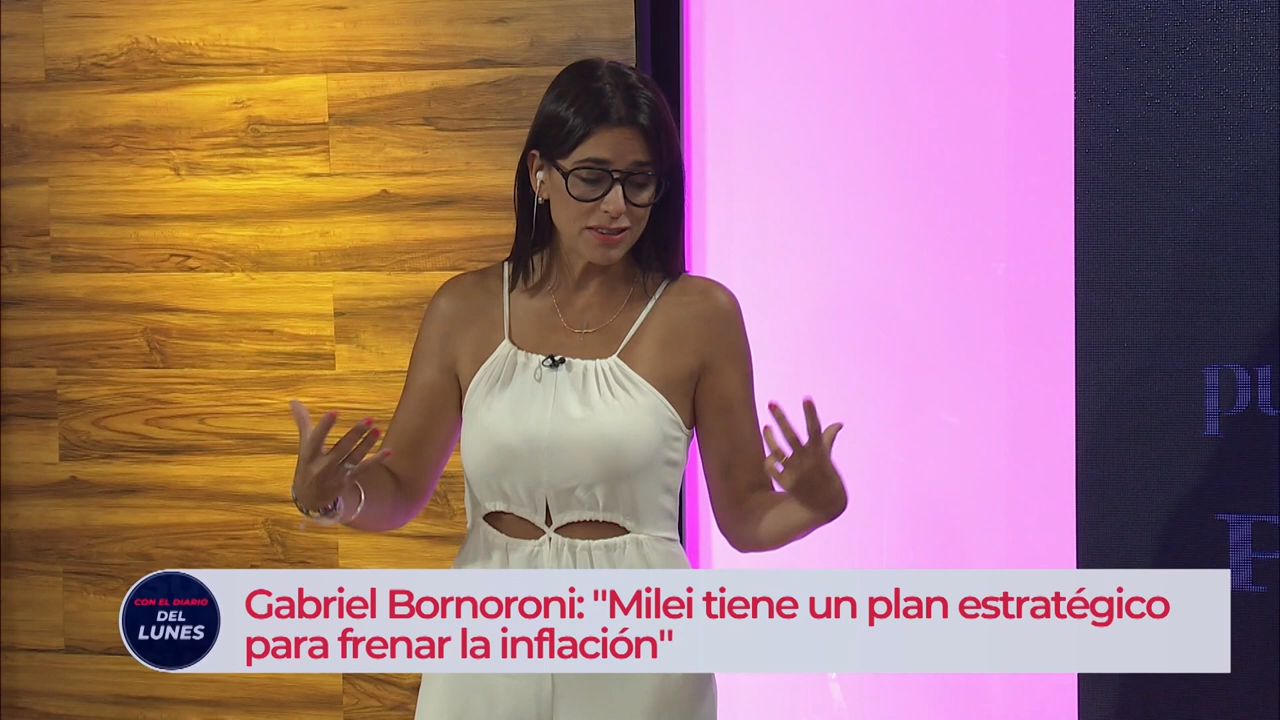 CON EL DIARIO
DEL
LUNES
Gabriel Bornoroni: "Milei tiene un plan estratégico
para frenar la inflación"